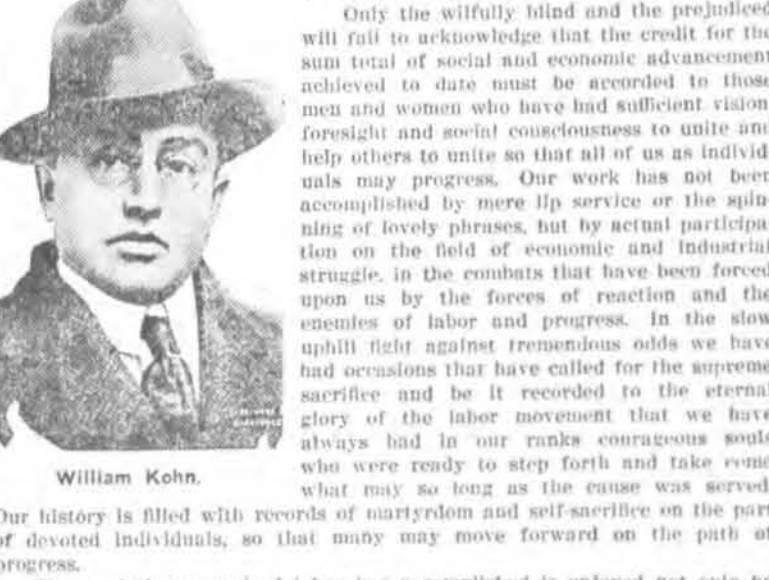 Only the wilfully blind and the prejudiced
will fail to acknowledge that the credit for the
sum total of social and economic advancement
achieved to date must be accorded to those
men and women who have had sufficient vision
foresight and social consciousness to unite and
help others to unite so that all of us as individ
uals may progress. Our work has not been
accomplished by mere lip service or the spin
ning of lovely phrases, but by actual participa
tion on the field of economic and industrial
struggle, in the combats that have been forced
upon us by the forces of reaction and the
enemies of labor and progress. In the slow
uphill fight against tremendous odds we have
had occasions that have called for the supreme
sacrifice and be it recorded to the eternal
glory of the labor movement that we have
always had in our ranks courageous souls
who were ready to step forth and take come
what may so long as the cause was served
William Kohn.
Our history is filled with records of martyrdom and self-sacrifice on the part
of devoted individuals, so that many may move forward on the path of
progress.